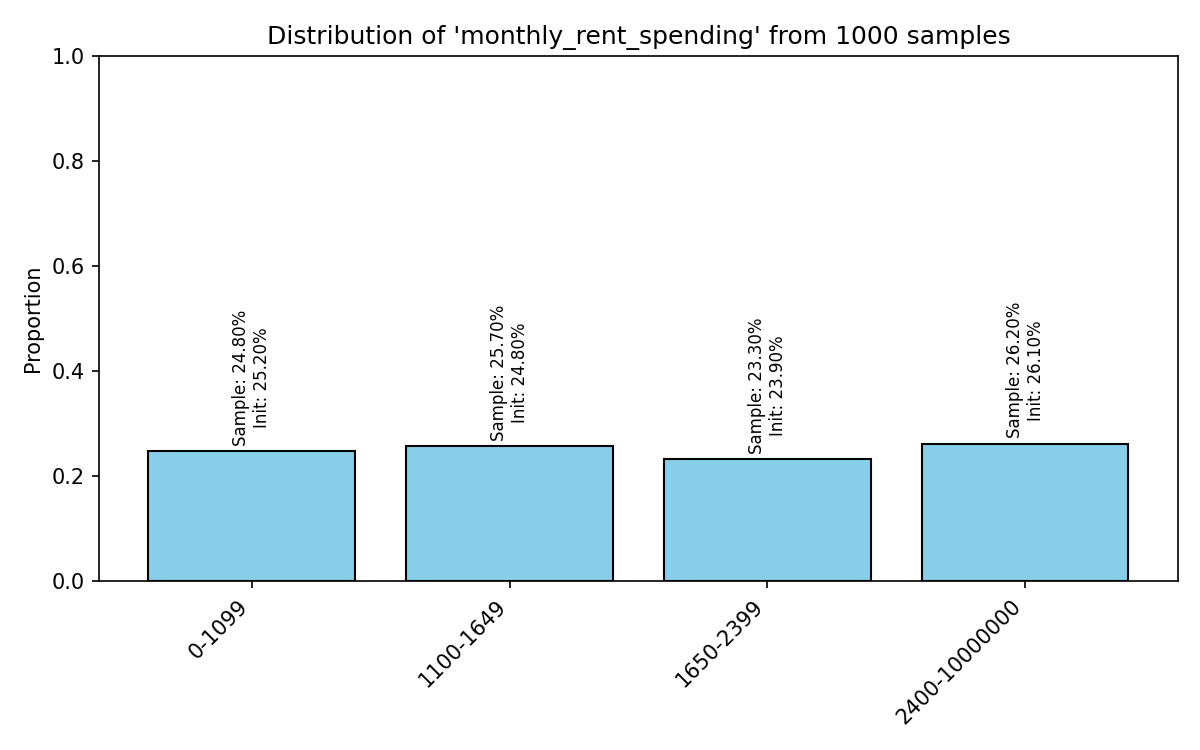 Distribution of 'monthly_rent_spending' from 1000 samples
Proportion
1.0
0.8
0.6
0.4
0.2
0.0
Sample: 24.80%
Init: 25.20%
Sample: 25.70%
Init: 24.80%
Sample: 23.30%
Init: 23.90%
Sample: 26.20%
Init: 26.10%
0-1099
1100-1649
1650-2399
2400-10000000